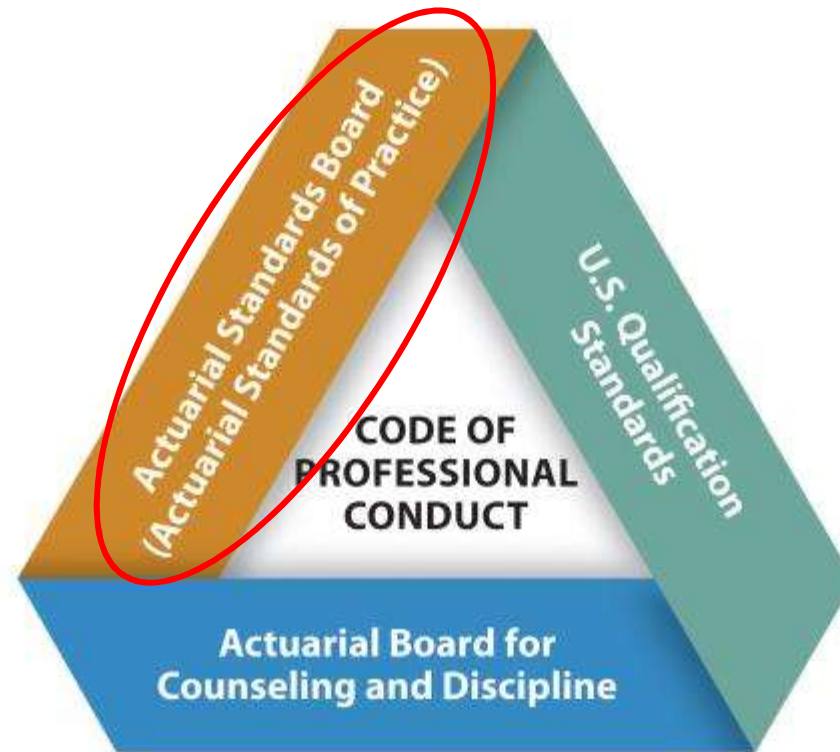 Actuarial Standards Board
(Actuarial Standards of Practice)
U.S. Qualification
Standards
CODE OF
PROFESSIONAL
CONDUCT
Actuarial Board for
Counseling and Discipline